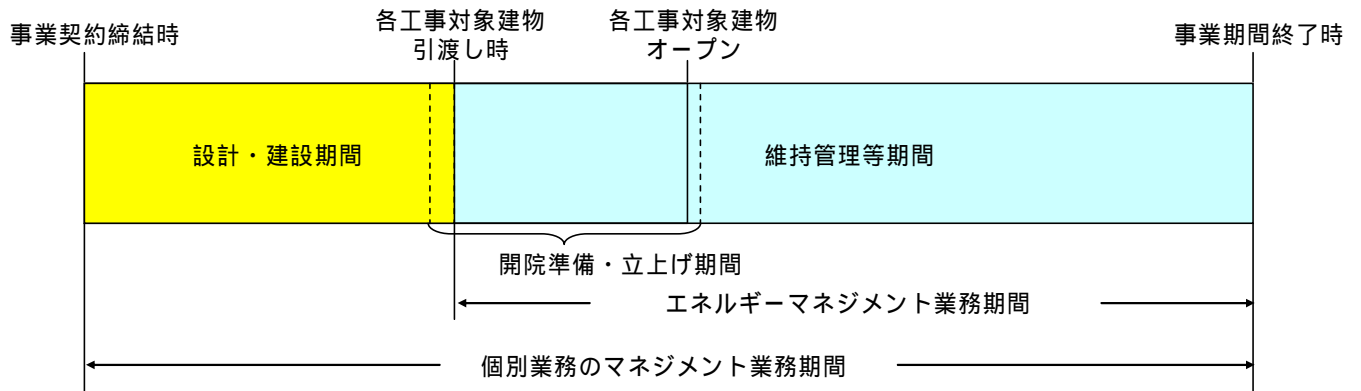 事業契約締結時
各工事対象建物
引渡し時
各工事対象建物
オープン
事業期間終了時
設計・建設期間
維持管理等期間
開院準備・立上げ期間
エネルギーマネジメント業務期間
個別業務のマネジメント業務期間